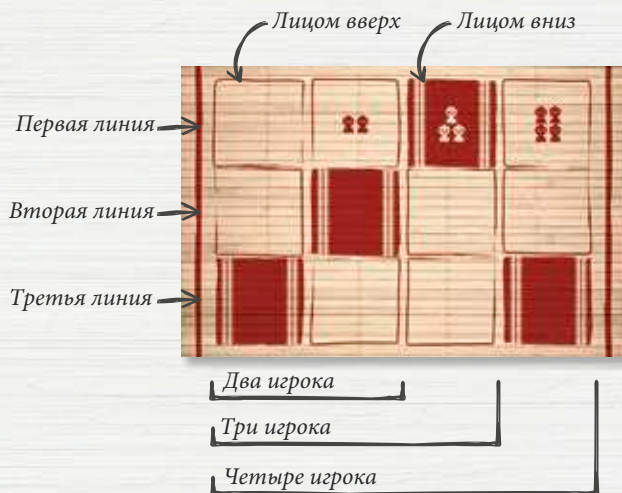 Лицом вверх
Лицом вниз
Первая линия
Вторая линия
Третья линия
Два игрока
Три игрока
Четыре игрока